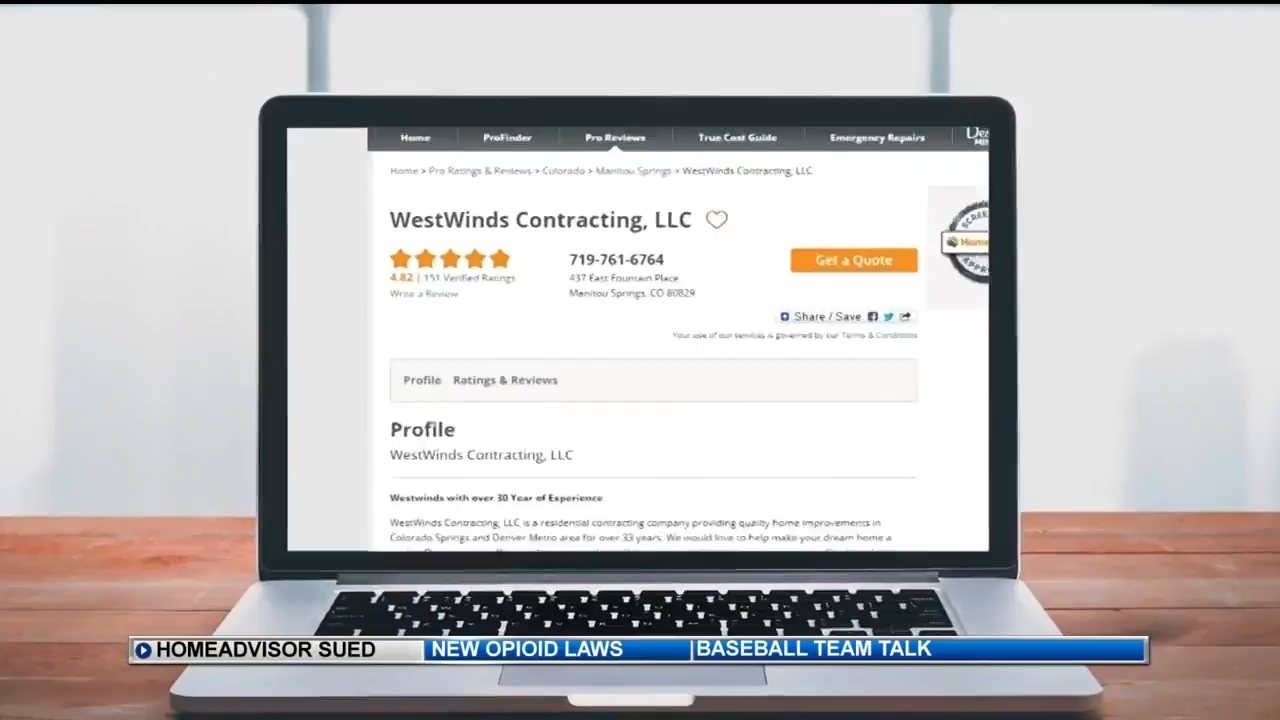 Home ProFinder Pro Reviews True Cost Guide Emergency Repairs
Home > Pro Ratings & Reviews > Colorado > Manitou Springs > WestWinds Contracting, LLC
WestWinds Contracting, LLC
4.82 | 151 Verified Ratings
Write a Review
719-761-6764
437 East Fountain Place
Manitou Springs, CO 80829
Get a Quote
Share / Save
Your use of our services is governed by our Terms & Conditions
Profile Ratings & Reviews
Profile
WestWinds Contracting, LLC
Westwinds with over 30 Year of Experience
WestWinds Contracting, LLC is a residential contracting company providing quality home improvements in
Colorado Springs and Denver Metro area for over 33 years. We would love to help make your dream home a
HOMEADVISOR SUED NEW OPIOID LAWS BASEBALL TEAM TALK